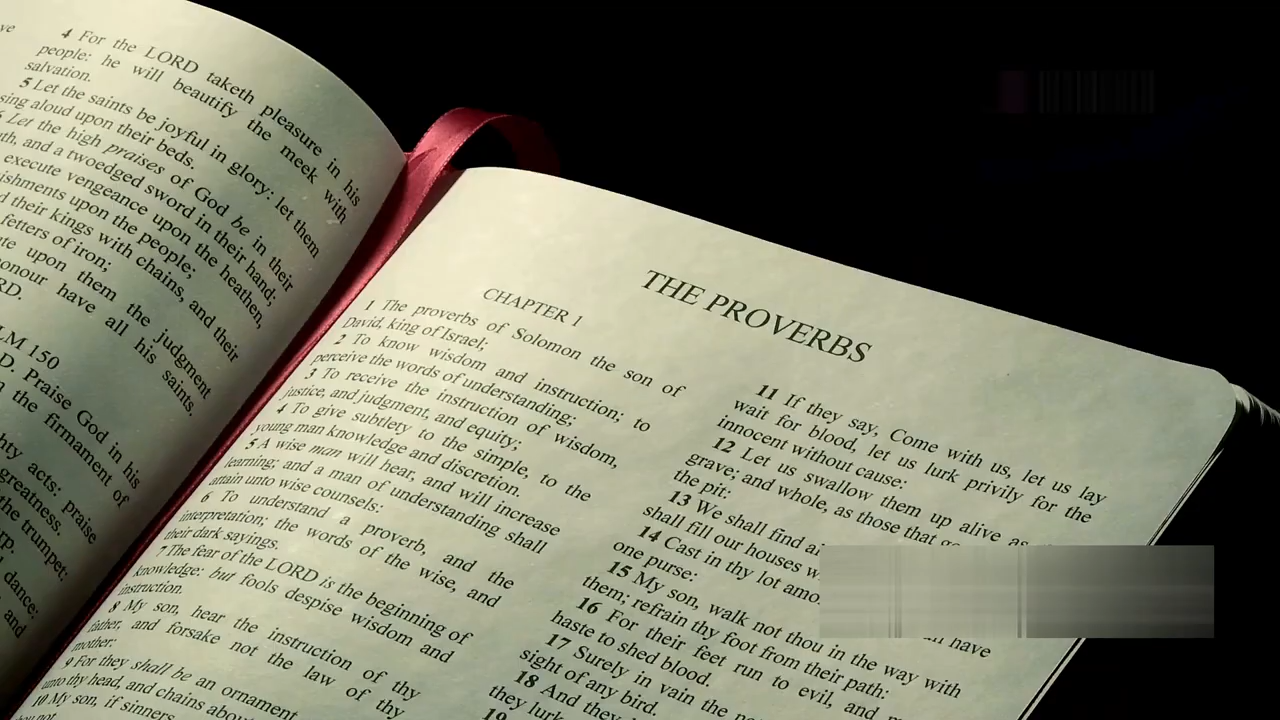 4 For the LORD taketh pleasure in his
people: he will beautify the meek with
salvation.
5 Let the saints be joyful in glory: let them
sing aloud upon their beds.
Let the high praises of God be in their
and a twoedged sword in their hand;
execute vengeance upon the heathen,
upon the people;
their kings with chains, and their
fetters of iron;
upon them the judgment
honour have all his saints.
150
Praise God in his
the firmament of
acts: praise
greatness.
the trumpet:
dance:
and
THE PROVERBS
CHAPTER 1
1 The proverbs of Solomon the son of
David, king of Israel;
2 To know wisdom and instruction; to
perceive the words of understanding;
3 To receive the instruction of wisdom,
justice, and judgment, and equity;
4 To give subtlety to the simple, to the
young man knowledge and discretion.
5 A wise man will hear, and will increase
learning; and a man of understanding shall
attain unto wise counsels:
6 To understand a proverb, and the
interpretation; the words of the wise, and
their dark sayings.
7 The fear of the LORD is the beginning of
knowledge: but fools despise wisdom and
instruction.
8 My son, hear the instruction of thy
father, and forsake not the law of thy
mother:
9 For they shall be an ornament
unto thy head, and chains about
10 My son, if sinners
not.
11 If they say, Come with us, let us lay
wait for blood, let us lurk privily for the
innocent without cause:
12 Let us swallow them up alive as
grave; and whole, as those that
the pit:
13 We shall find
shall fill our houses
14 Cast in thy lot have
one purse:
15 My son, walk not thou in the way with
them; refrain thy foot from their path:
16 For their feet run to evil, and
haste to shed blood.
17 Surely in vain the
sight of any bird.
18 And they
they lurk
19